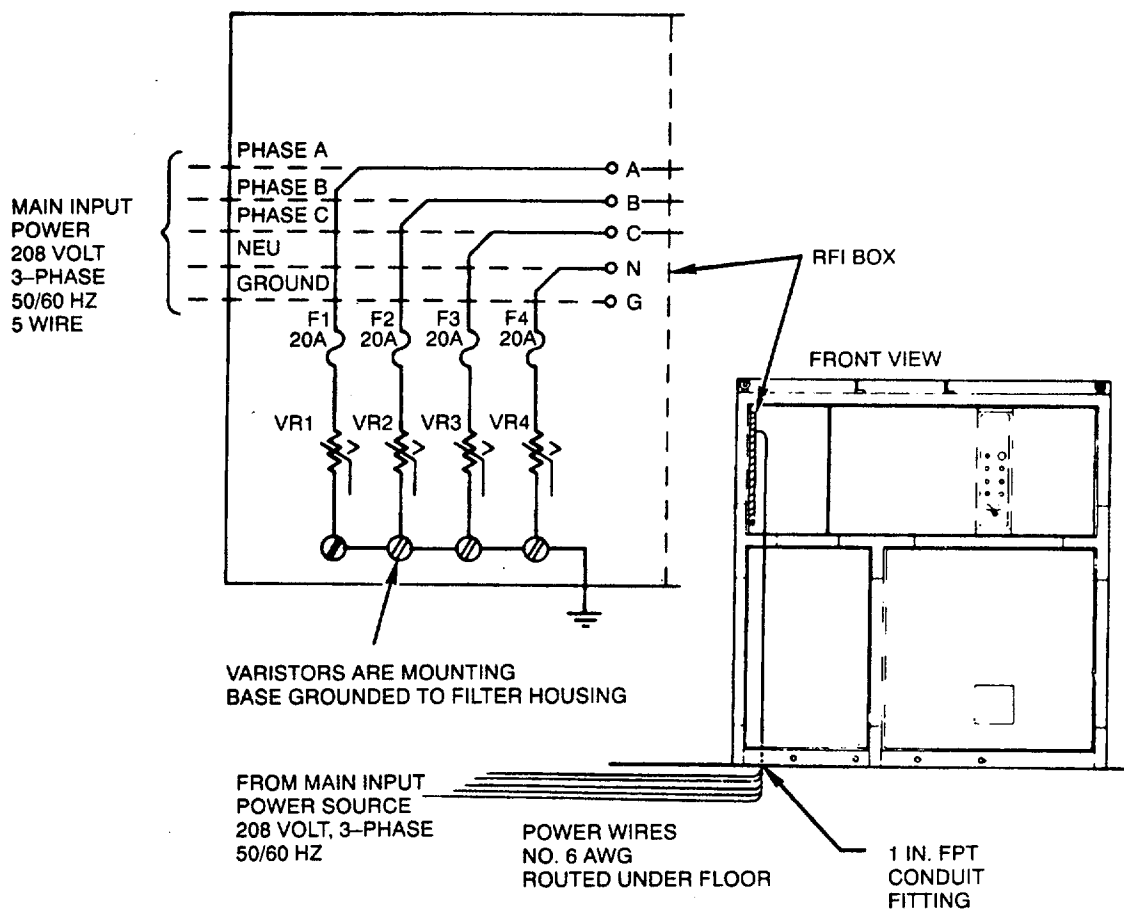 PHASE A
PHASE B
PHASE C
NEU
GROUND
MAIN INPUT
POWER
208 VOLT
3–PHASE
50/60 HZ
5 WIRE
A
B
C
N
G
F1
20A
F2
20A
F3
20A
F4
20A
VR1
VR2
VR3
VR4
RFI BOX
FRONT VIEW
VARISTORS ARE MOUNTING
BASE GROUNDED TO FILTER HOUSING
FROM MAIN INPUT
POWER SOURCE
208 VOLT, 3–PHASE
50/60 HZ
POWER WIRES
NO. 6 AWG
ROUTED UNDER FLOOR
1 IN. FPT
CONDUIT
FITTING